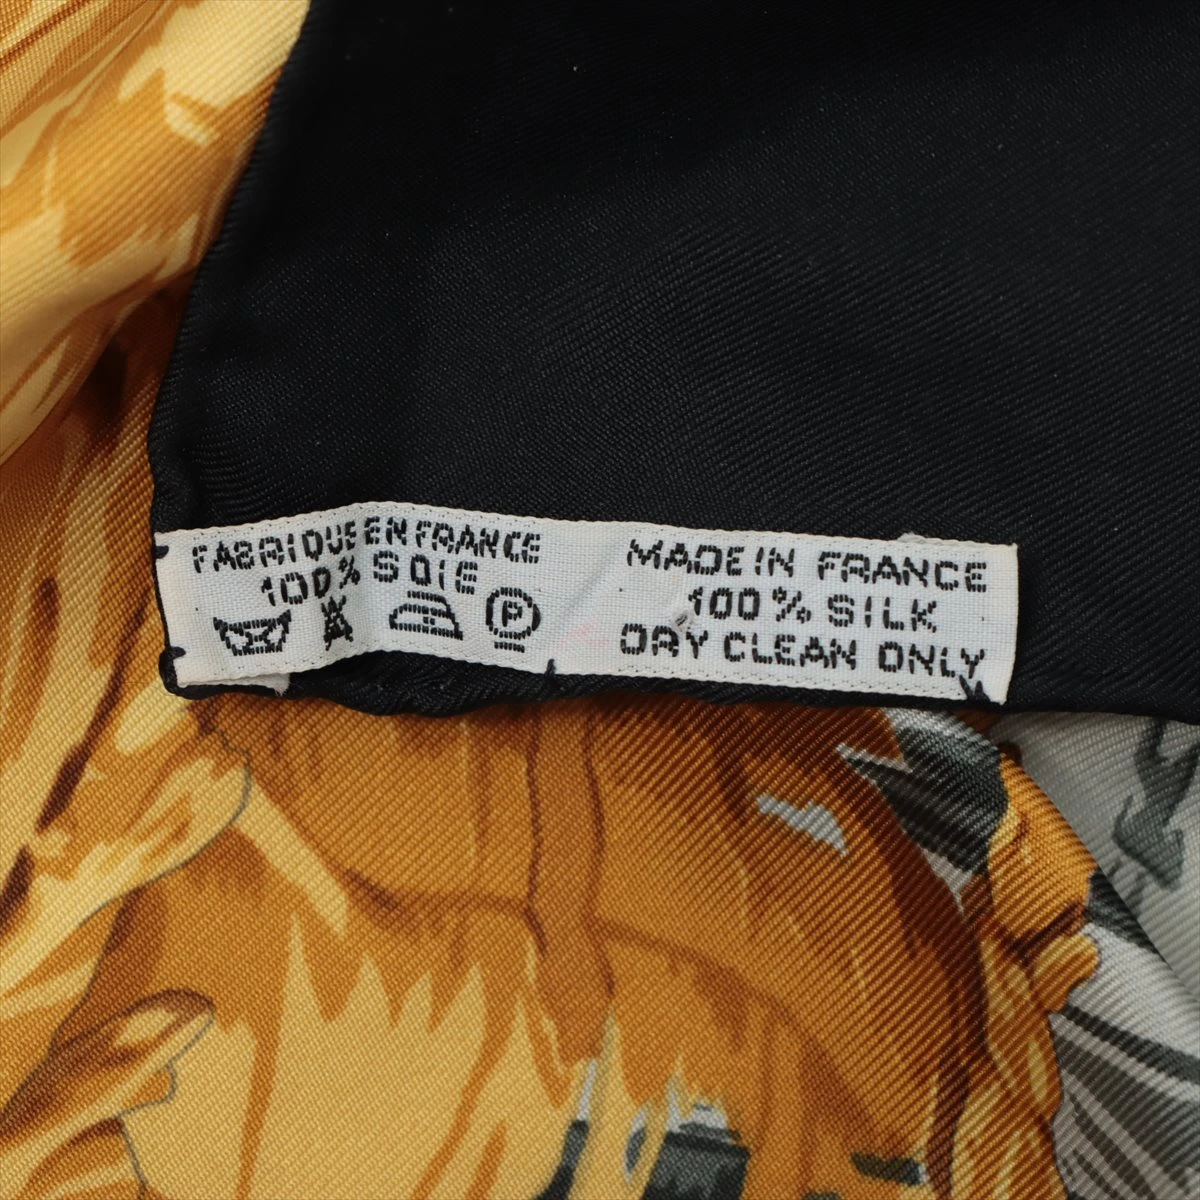 FABRIQUE EN FRANCE
100% SOIE
P
MADE IN FRANCE
100% SILK
DRY CLEAN ONLY